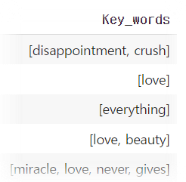 Key_words
[disappointment, crush]
[love]
[everything]
[love, beauty]
[miracle, love, never, gives]